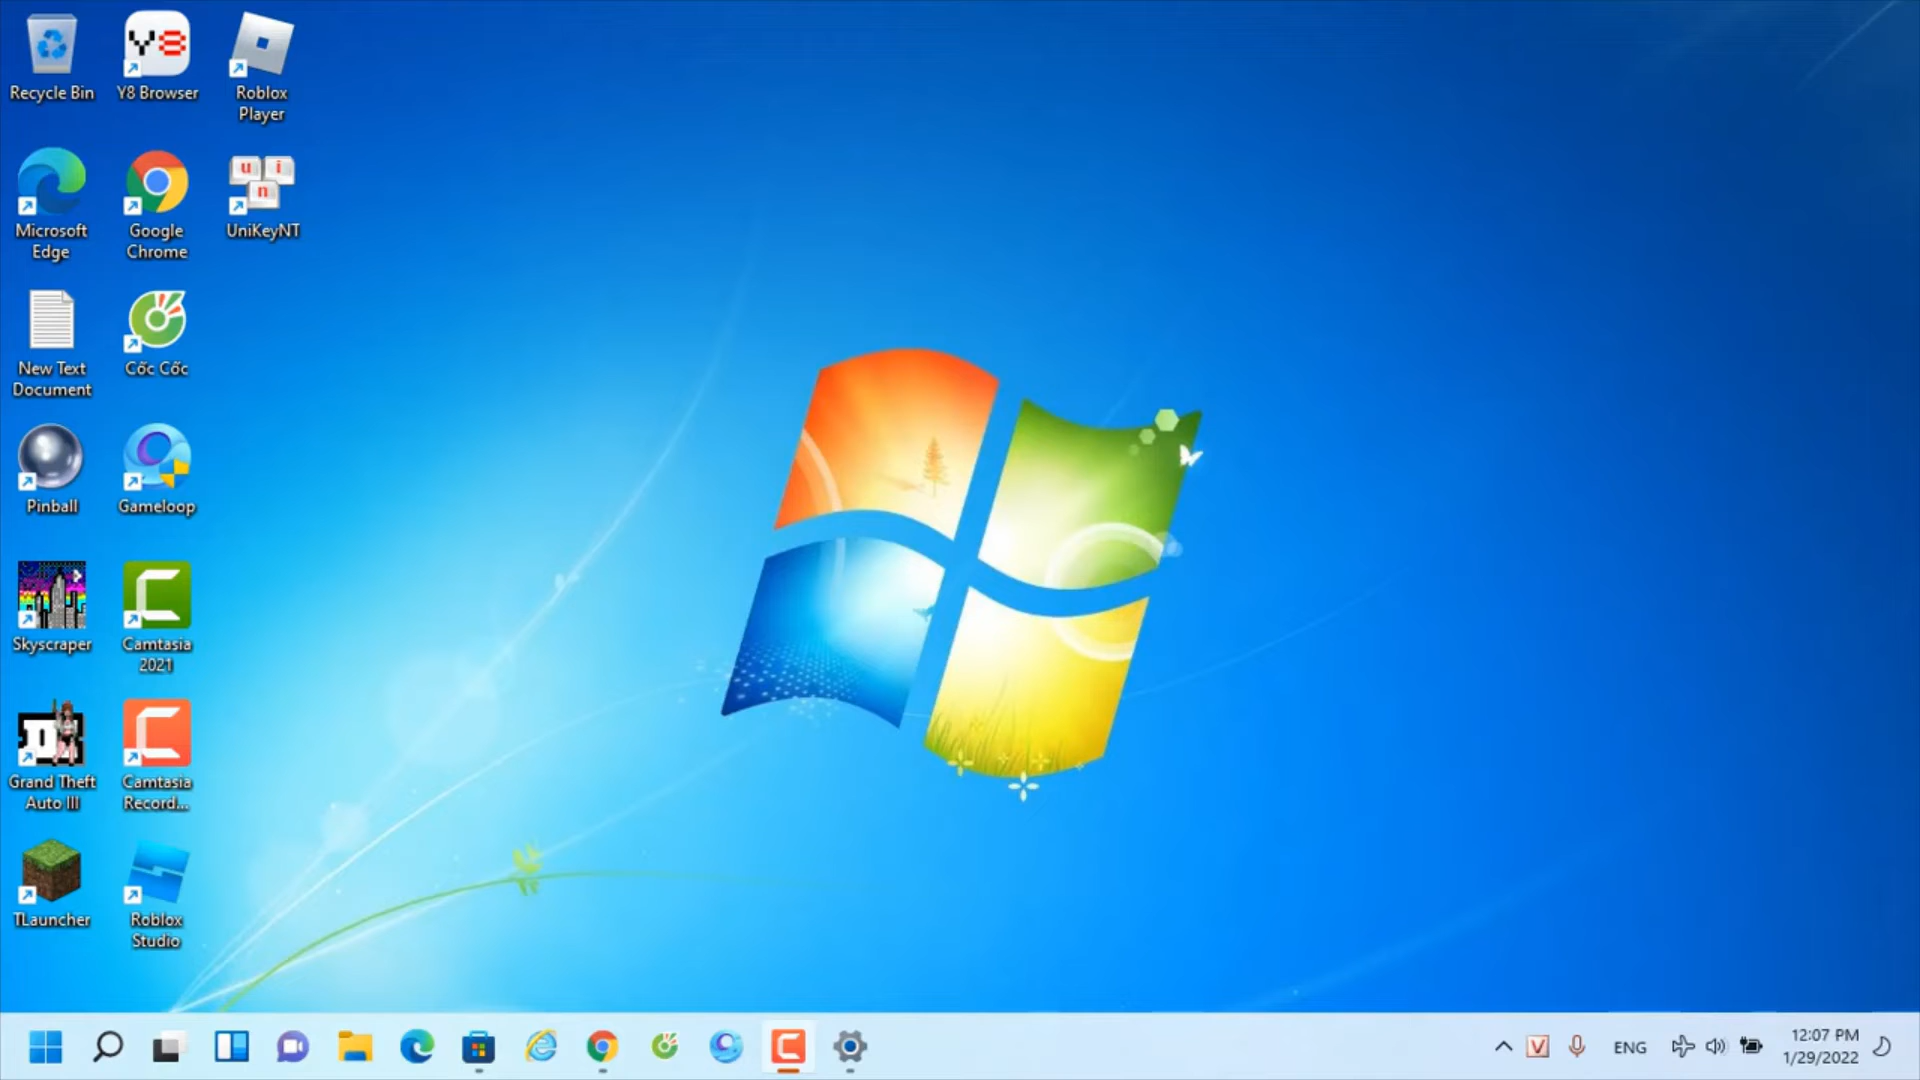 Recycle Bin
Y8
Y8 Browser
Roblox
Player
Microsoft
Edge
Google
Chrome
u i
n
UniKeyNT
New Text
Document
Cốc Cốc
Pinball
Gameloop
Skyscraper
Camtasia
2021
Grand Theft
Auto III
Camtasia
Record...
TLauncher
Roblox
Studio
V
ENG
12:07 PM
1/29/2022